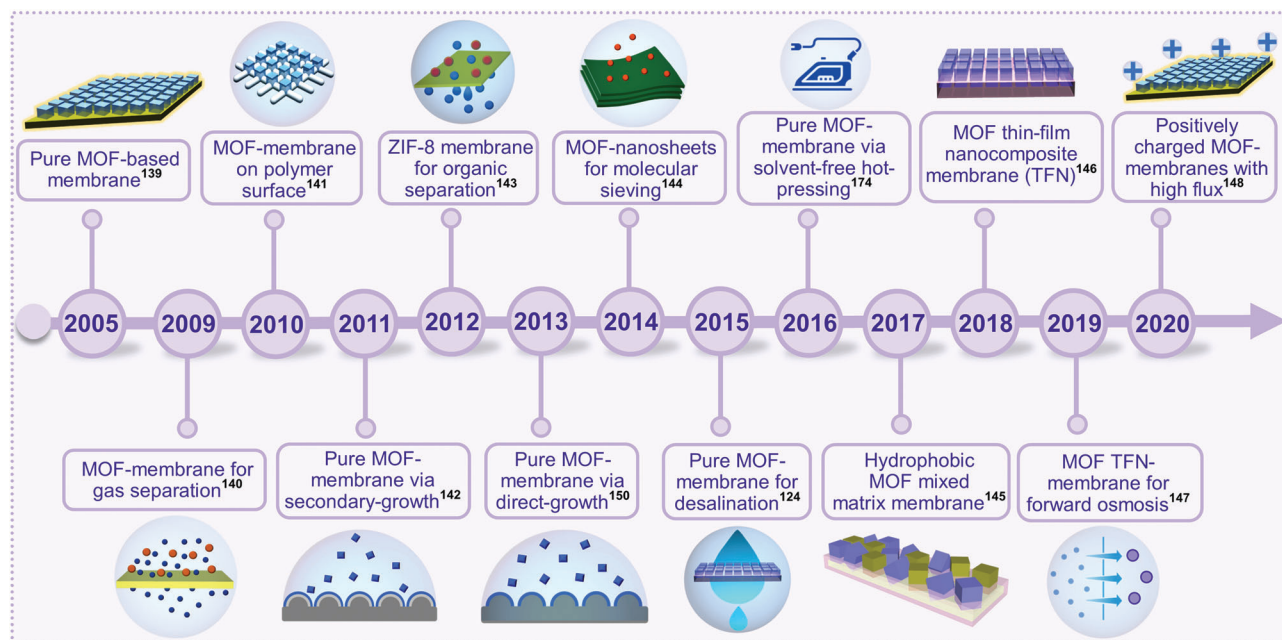 Pure MOF-based
membrane139
MOF-membrane
on polymer
surface141
ZIF-8 membrane
for organic
separation143
MOF-nanosheets
for molecular
sieving144
Pure MOF-
membrane via
solvent-free hot-
pressing174
MOF thin-film
nanocomposite
membrane (TFN)146
Positively
charged MOF-
membranes with
high flux148
2005
2009
2010
2011
2012
2013
2014
2015
2016
2017
2018
2019
2020
MOF-membrane for
gas separation140
Pure MOF-
membrane via
secondary-growth142
Pure MOF-
membrane via
direct-growth150
Pure MOF-
membrane for
desalination124
Hydrophobic
MOF mixed
matrix membrane145
MOF TFN-
membrane for
forward osmosis147